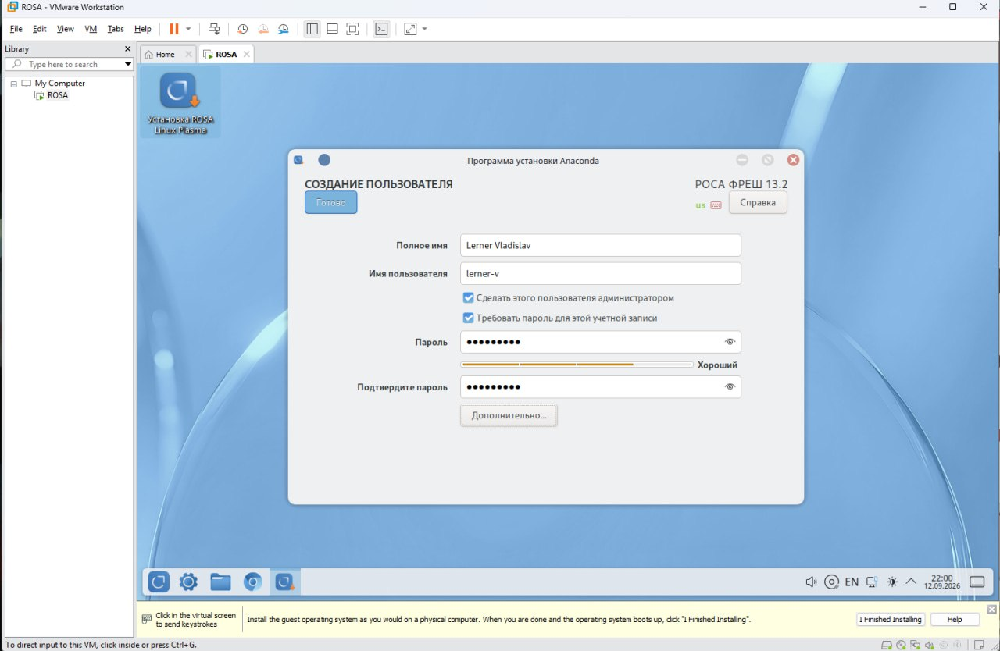 ROSA - VMware Workstation
File Edit View VM Tabs Help
Library
Type here to search
My Computer
ROSA
Home
ROSA
Установка ROSA
Linux Plasma
Программа установки Anaconda
СОЗДАНИЕ ПОЛЬЗОВАТЕЛЯ
РОСА ФРЕШ 13.2
Готово
us
Справка
Полное имя
Lerner Vladislav
Имя пользователя
lerner-v
Сделать этого пользователя администратором
Требовать пароль для этой учетной записи
Пароль
●●●●●●●●●
Хороший
Подтвердите пароль
●●●●●●●●●
Дополнительно...
EN
22:00
12.09.2026
Click in the virtual screen
to send keystrokes
Install the guest operating system as you would on a physical computer. When you are done and the operating system boots up, click "I Finished Installing".
I Finished Installing
Help
To direct input to this VM, click inside or press Ctrl+G.